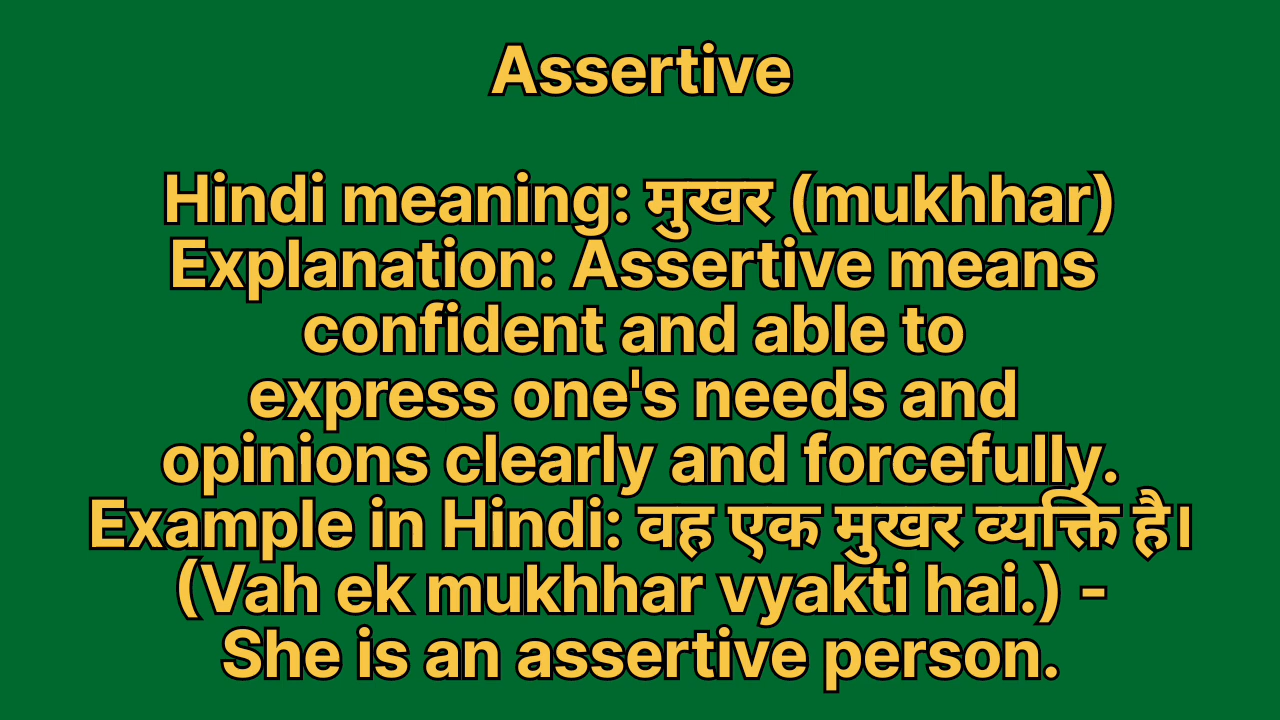 Assertive
Hindi meaning: मुखर (mukhhar)
Explanation: Assertive means
confident and able to
express one's needs and
opinions clearly and forcefully.
Example in Hindi: वह एक मुखर व्यक्ति है।
(Vah ek mukhhar vyakti hai.) -
She is an assertive person.